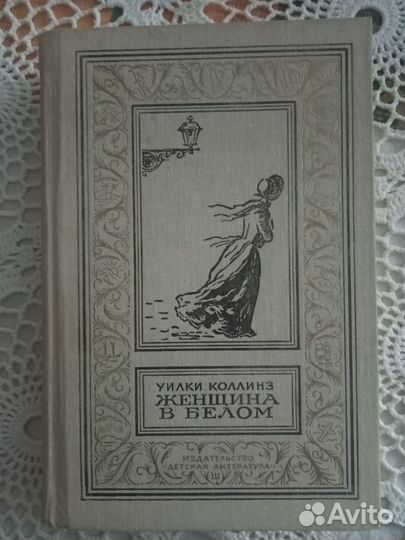 УИЛКИ КОЛЛИНЗ
ЖЕНЩИНА
В БЕЛОМ
ИЗДАТЕЛЬСТВО
"ДЕТСКАЯ ЛИТЕРАТУРА"
Avito